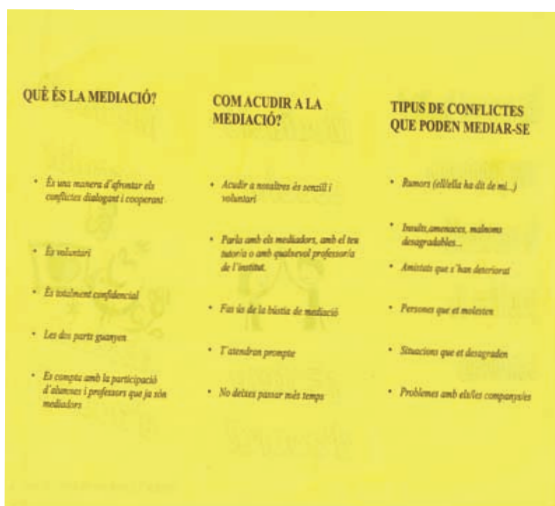 QUÈ ÉS LA MEDIACIÓ?
• És una manera d'afrontar els
conflictes dialogant i cooperant
• És voluntari
• És totalment confidencial
• Les dos parts guanyen
• Es compta amb la participació
d'alumnes i professors que ja són
mediadors
COM ACUDIR A LA
MEDIACIÓ?
• Acudir a nosaltres és senzill i
voluntari
• Parla amb els mediadors, amb el teu
tutor/a o amb qualsevol professor/a
de l'institut.
• Fas ús de la bústia de mediació
• T'atendran prompte
• No deixes passar més temps
TIPUS DE CONFLICTES
QUE PODEN MEDIAR-SE
• Rumors (ell/ella ha dit de mi...)
• Insults, amenaces, malnoms
desagradables...
• Amistats que s'han deteriorat
• Persones que et molesten
• Situacions que et desagraden
• Problemes amb els/les companys/es